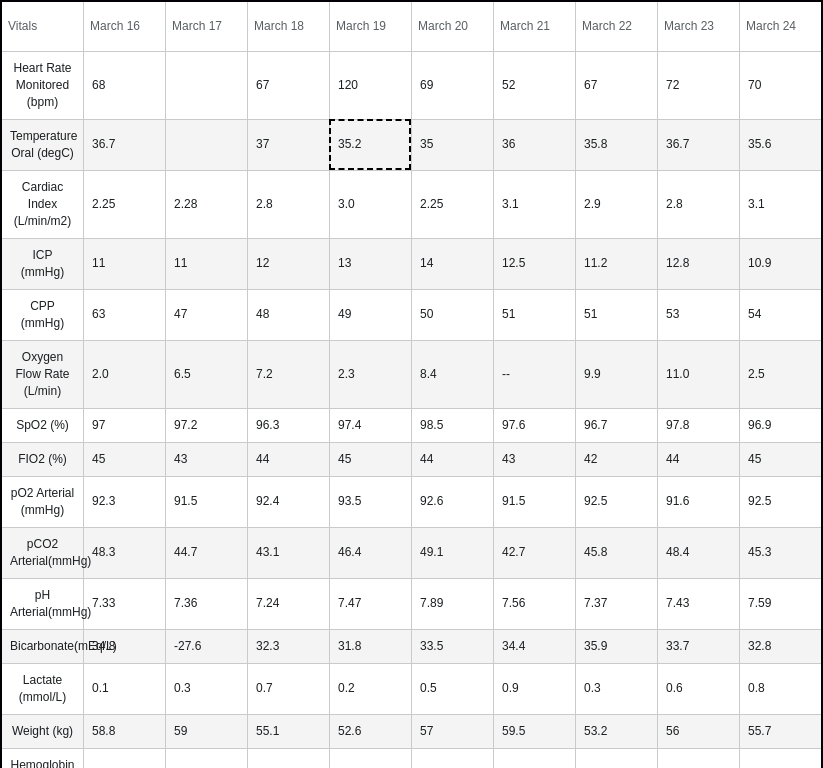 Vitals March 16 March 17 March 18 March 19 March 20 March 21 March 22 March 23 March 24
Heart Rate
Monitored
(bpm)
68 67 120 69 52 67 72 70
Temperature
Oral (degC)
36.7 37 35.2 35 36 35.8 36.7 35.6
Cardiac
Index
(L/min/m2)
2.25 2.28 2.8 3.0 2.25 3.1 2.9 2.8 3.1
ICP
(mmHg)
11 11 12 13 14 12.5 11.2 12.8 10.9
CPP
(mmHg)
63 47 48 49 50 51 51 53 54
Oxygen
Flow Rate
(L/min)
2.0 6.5 7.2 2.3 8.4 -- 9.9 11.0 2.5
SpO2 (%) 97 97.2 96.3 97.4 98.5 97.6 96.7 97.8 96.9
FIO2 (%) 45 43 44 45 44 43 42 44 45
pO2 Arterial
(mmHg)
92.3 91.5 92.4 93.5 92.6 91.5 92.5 91.6 92.5
pCO2
Arterial(mmHg)
48.3 44.7 43.1 46.4 49.1 42.7 45.8 48.4 45.3
pH
Arterial(mmHg)
7.33 7.36 7.24 7.47 7.89 7.56 7.37 7.43 7.59
Bicarbonate(mEq/L) -27.6 32.3 31.8 33.5 34.4 35.9 33.7 32.8
Lactate
(mmol/L)
0.1 0.3 0.7 0.2 0.5 0.9 0.3 0.6 0.8
Weight (kg) 58.8 59 55.1 52.6 57 59.5 53.2 56 55.7
Hemoglobin